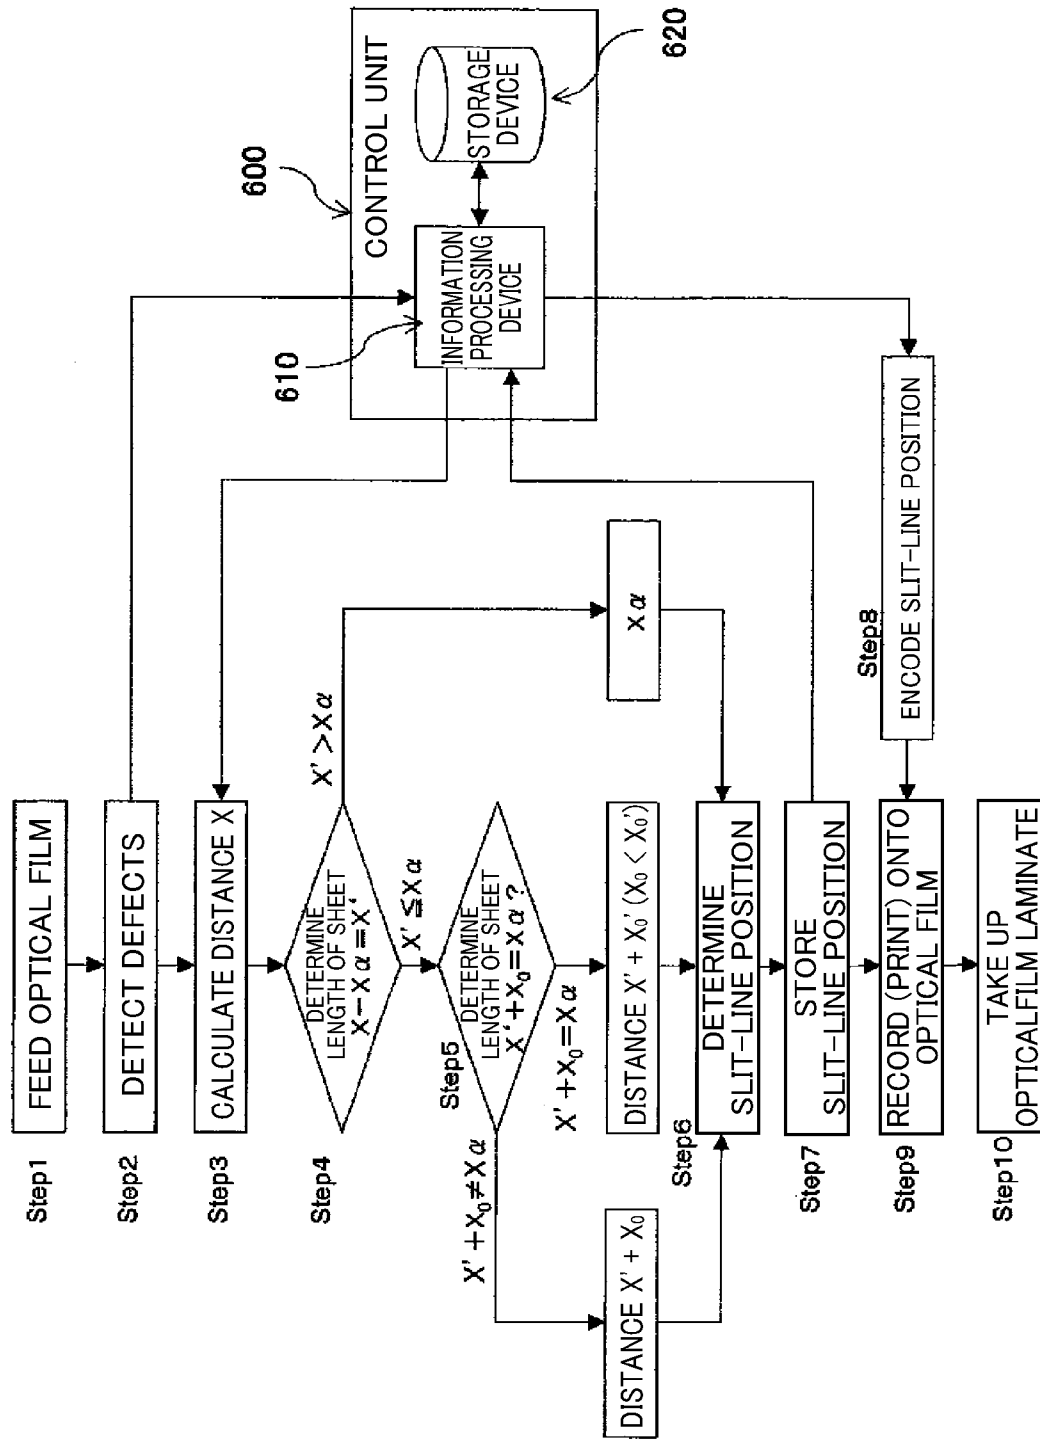 Step1
FEED OPTICAL FILM
Step2
DETECT DEFECTS
Step3
CALCULATE DISTANCE X
Step4
DETERMINE
LENGTH OF SHEET
X−Xα=X'
X'>Xα
X'≦Xα
Step5
DETERMINE
LENGTH OF SHEET
X'+X₀=Xα?
X'+X₀≠Xα
X'+X₀=Xα
DISTANCE X' + X₀
DISTANCE X' + X₀' (X₀ < X₀')
Xα
Step6
DETERMINE
SLIT-LINE POSITION
Step7
STORE
SLIT-LINE POSITION
Step8
ENCODE SLIT-LINE POSITION
Step9
RECORD (PRINT) ONTO
OPTICAL FILM
Step10
TAKE UP
OPTICALFILM LAMINATE
600
CONTROL UNIT
610
INFORMATION
PROCESSING
DEVICE
STORAGE
DEVICE
620